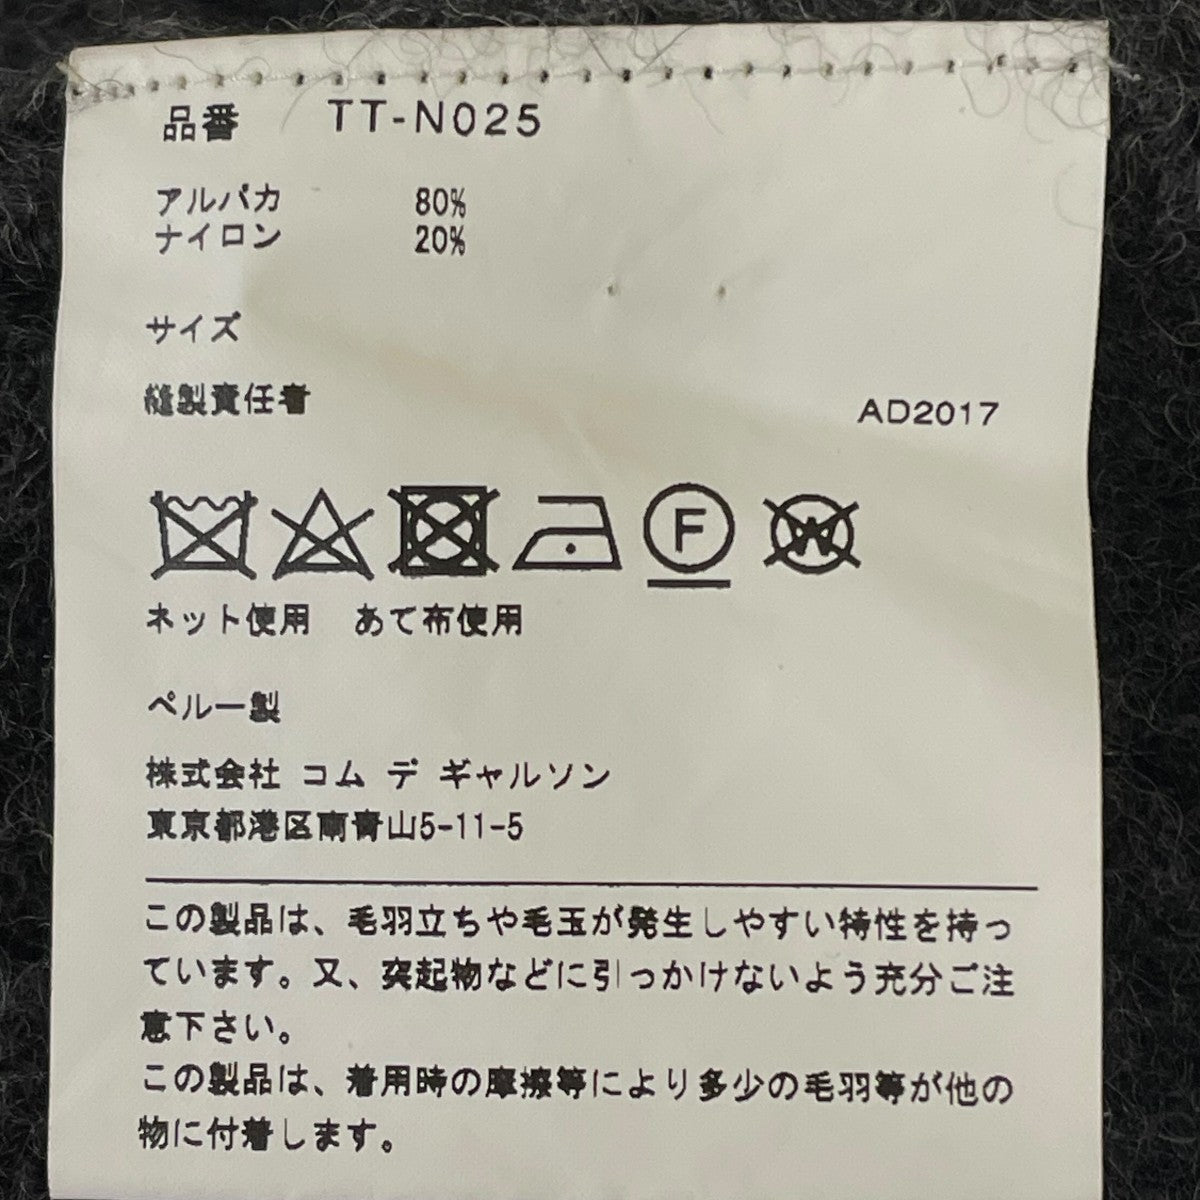 品番 TT-N025
アルパカ 80%
ナイロン 20%
サイズ
縫製責任者
AD2017
F
W
ネット使用 あて布使用
ペルー製
株式会社 コム デ ギャルソン
東京都港区南青山5-11-5
この製品は、毛羽立ちや毛玉が発生しやすい特性を持っ
ています。又、突起物などに引っかけないよう充分ご注
意下さい。
この製品は、着用時の摩擦等により多少の毛羽等が他の
物に付着します。